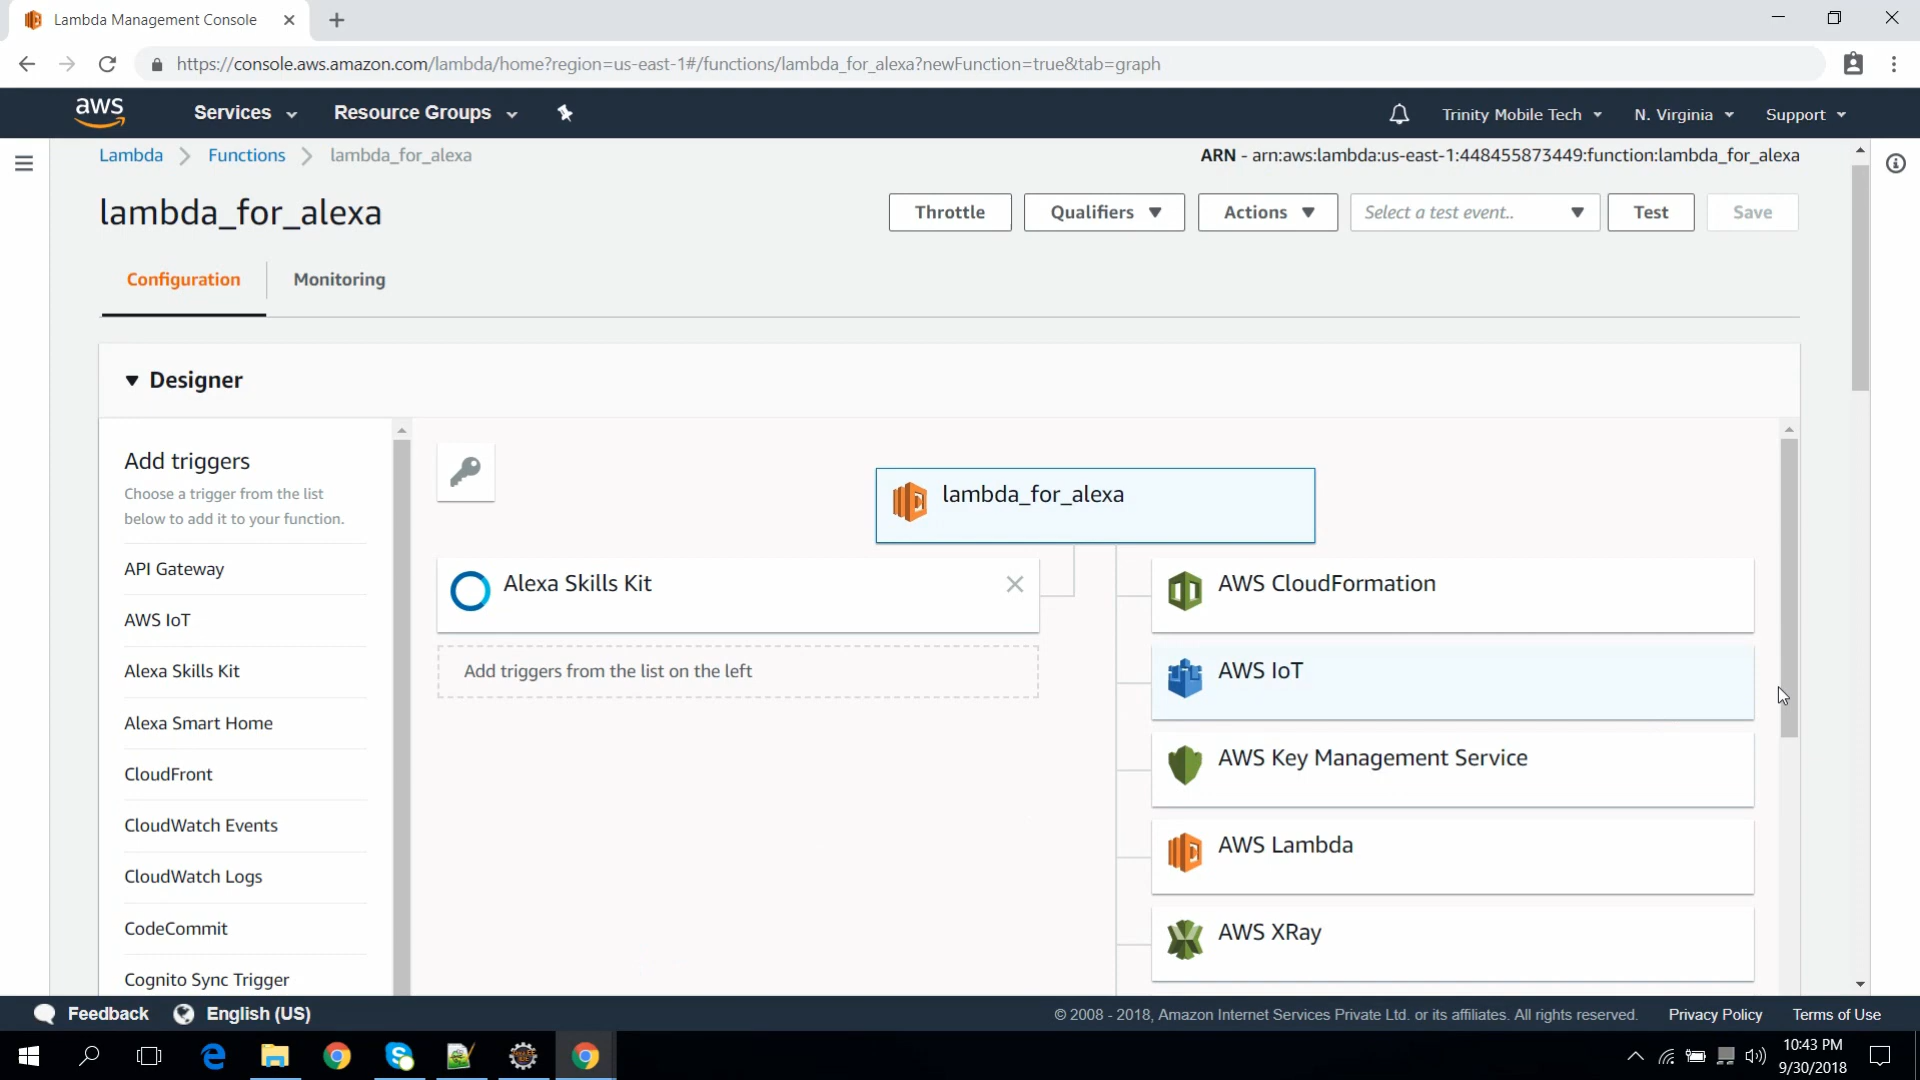 Lambda Management Console
https://console.aws.amazon.com/lambda/home?region=us-east-1#/functions/lambda_for_alexa?newFunction=true&tab=graph
aws
Services
Resource Groups
Trinity Mobile Tech
N. Virginia
Support
Lambda
Functions
lambda_for_alexa
ARN - arn:aws:lambda:us-east-1:448455873449:function:lambda_for_alexa
lambda_for_alexa
Throttle
Qualifiers
Actions
Select a test event..
Test
Save
Configuration
Monitoring
Designer
Add triggers
Choose a trigger from the list
below to add it to your function.
API Gateway
AWS IoT
Alexa Skills Kit
Alexa Smart Home
CloudFront
CloudWatch Events
CloudWatch Logs
CodeCommit
Cognito Sync Trigger
lambda_for_alexa
Alexa Skills Kit
Add triggers from the list on the left
AWS CloudFormation
AWS IoT
AWS Key Management Service
AWS Lambda
AWS XRay
Feedback
English (US)
© 2008 - 2018, Amazon Internet Services Private Ltd. or its affiliates. All rights reserved.
Privacy Policy
Terms of Use
10:43 PM
9/30/2018